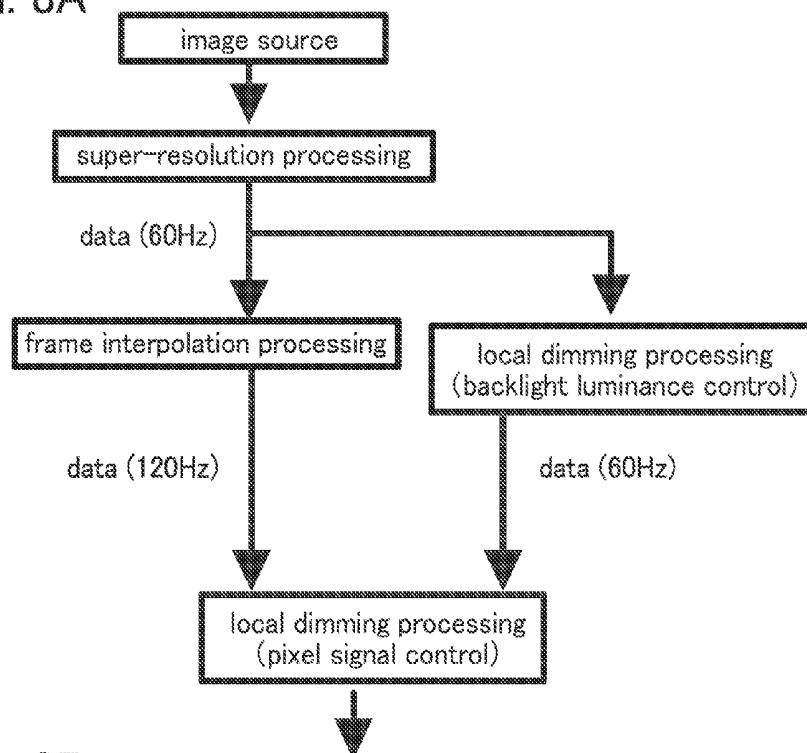 image source
super-resolution processing
data (60Hz)
frame interpolation processing
local dimming processing
(backlight luminance control)
data (120Hz)
data (60Hz)
local dimming processing
(pixel signal control)